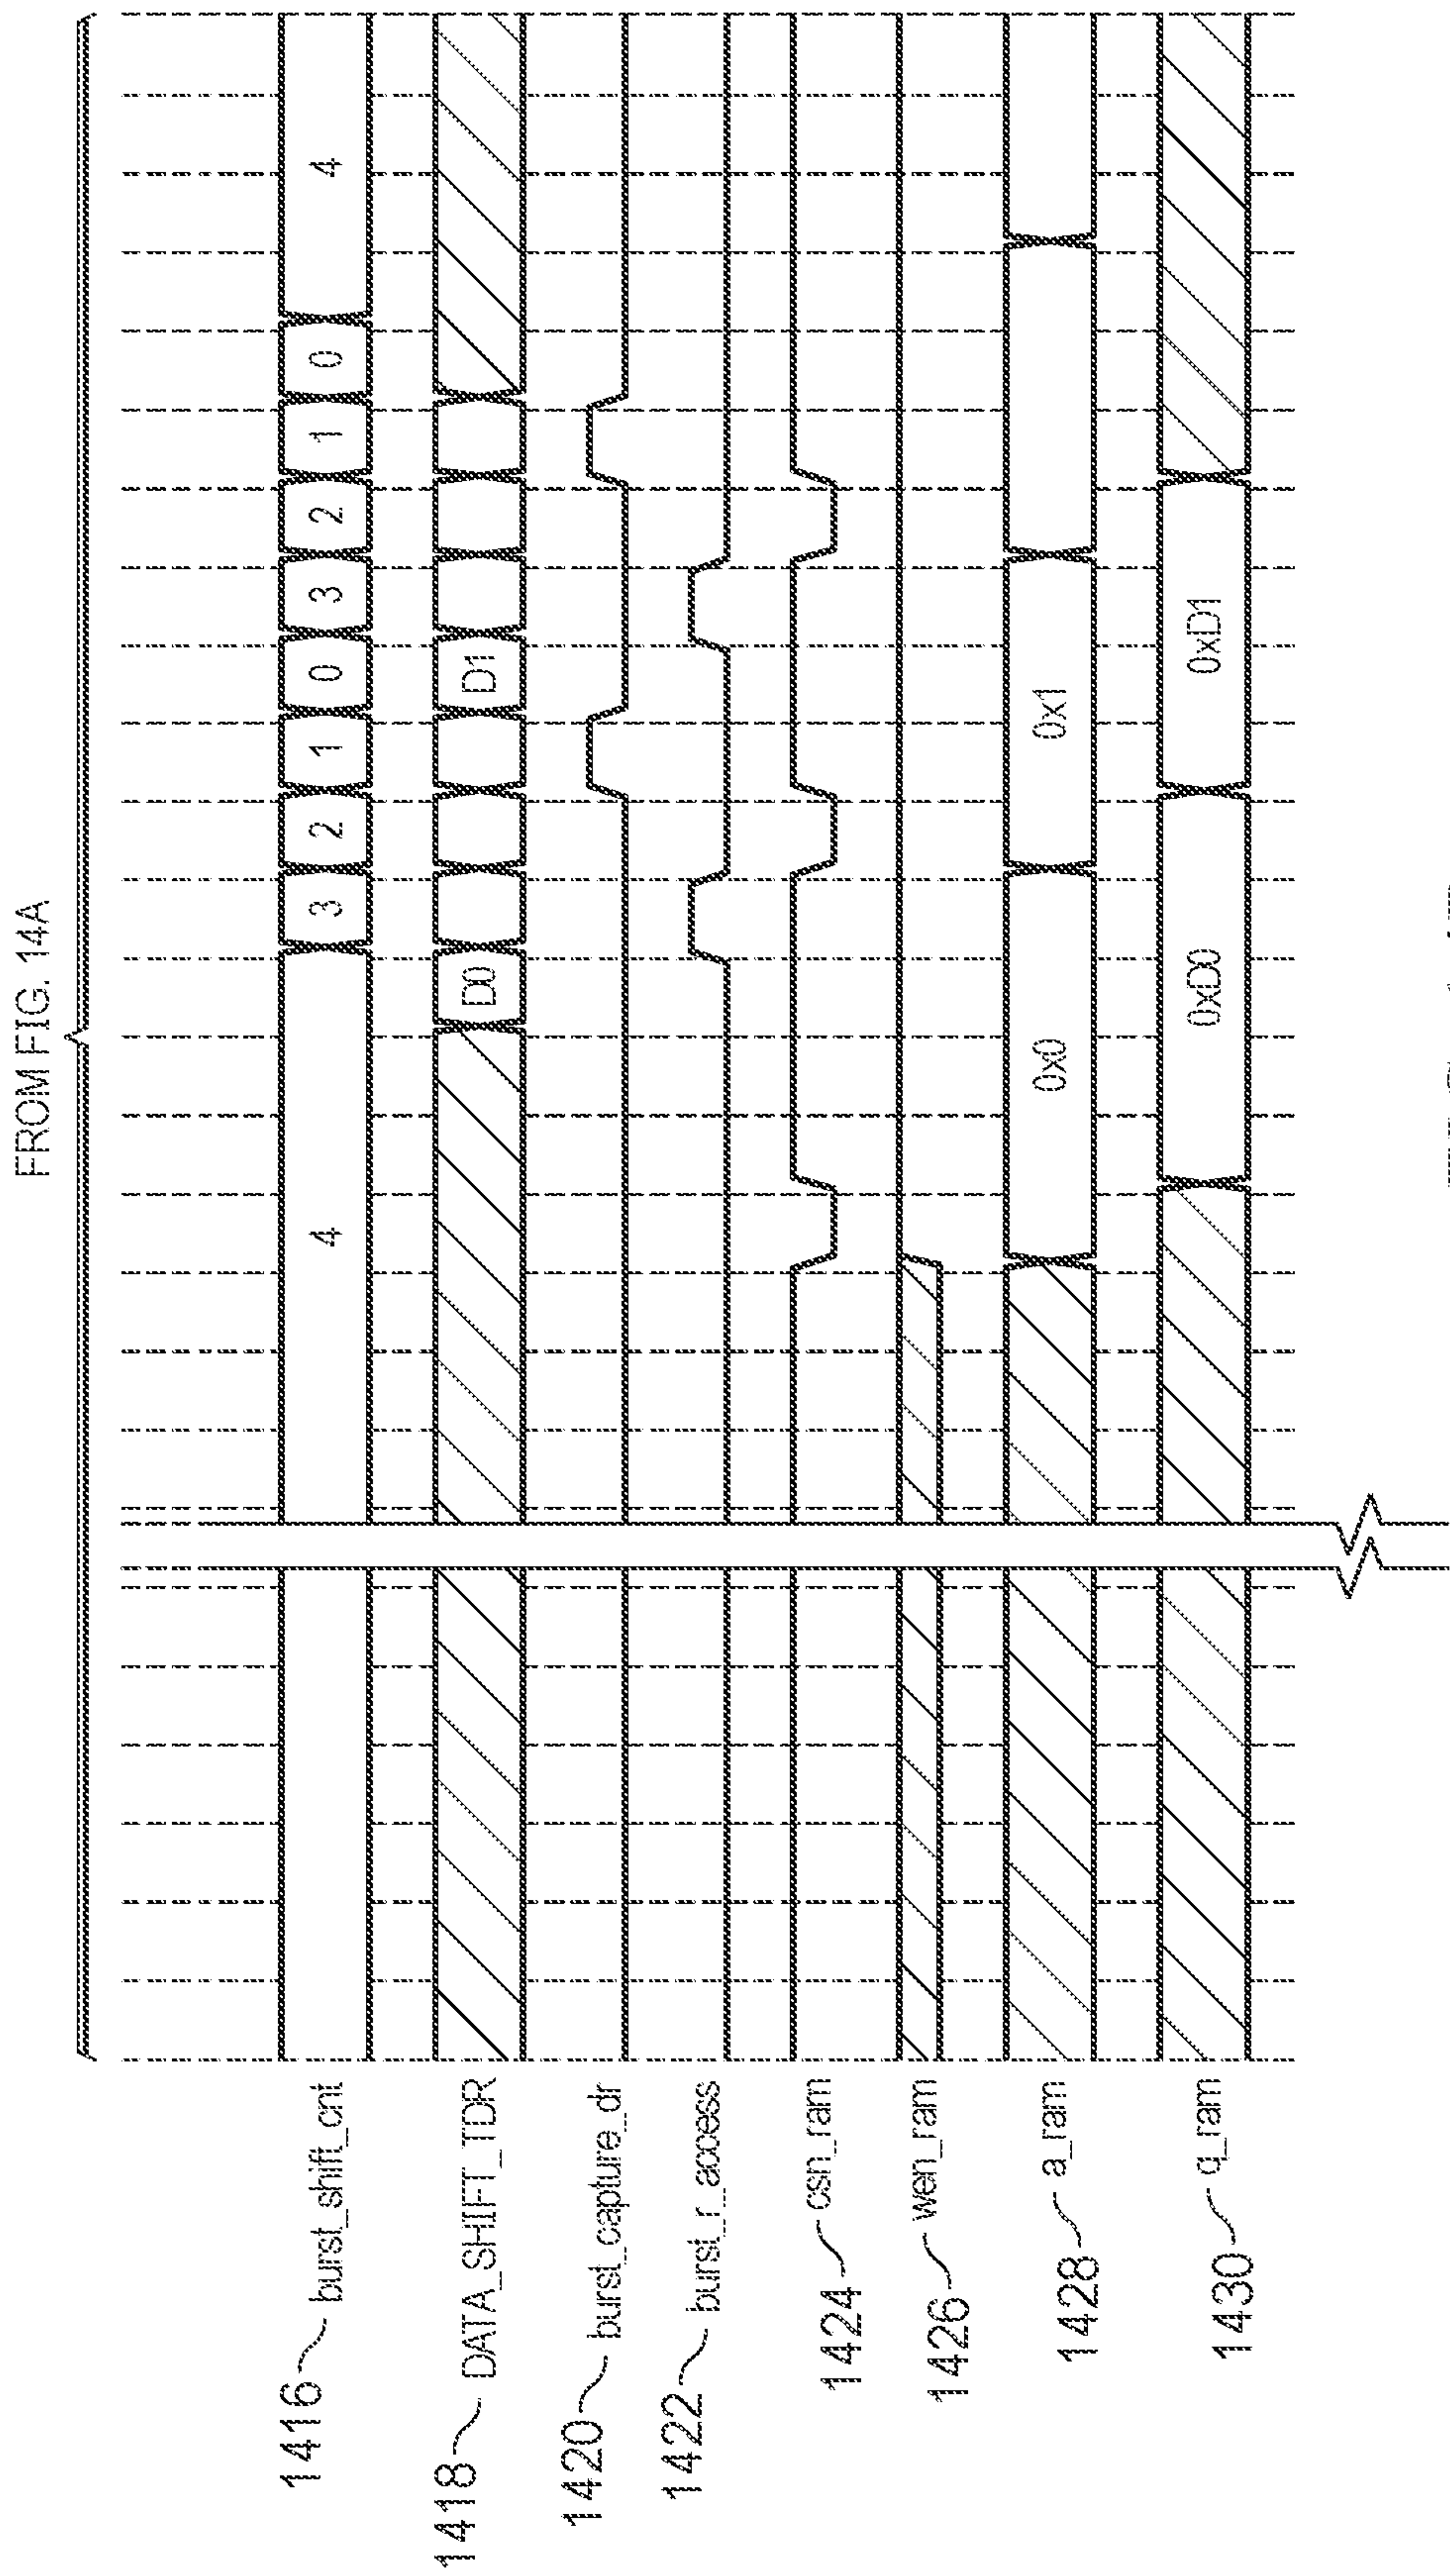 FROM FIG. 14A
1416 burst_shift_cnt 4 3 2 1 0 3 2 1 0 4
1418 DATA_SHIFT_TDR D0 D1
1420 burst_capture_dr
1422 burst_r_access
1424 csn_ram
1426 wen_ram
1428 a_ram 0x0 0x1
1430 q_ram 0xD0 0xD1